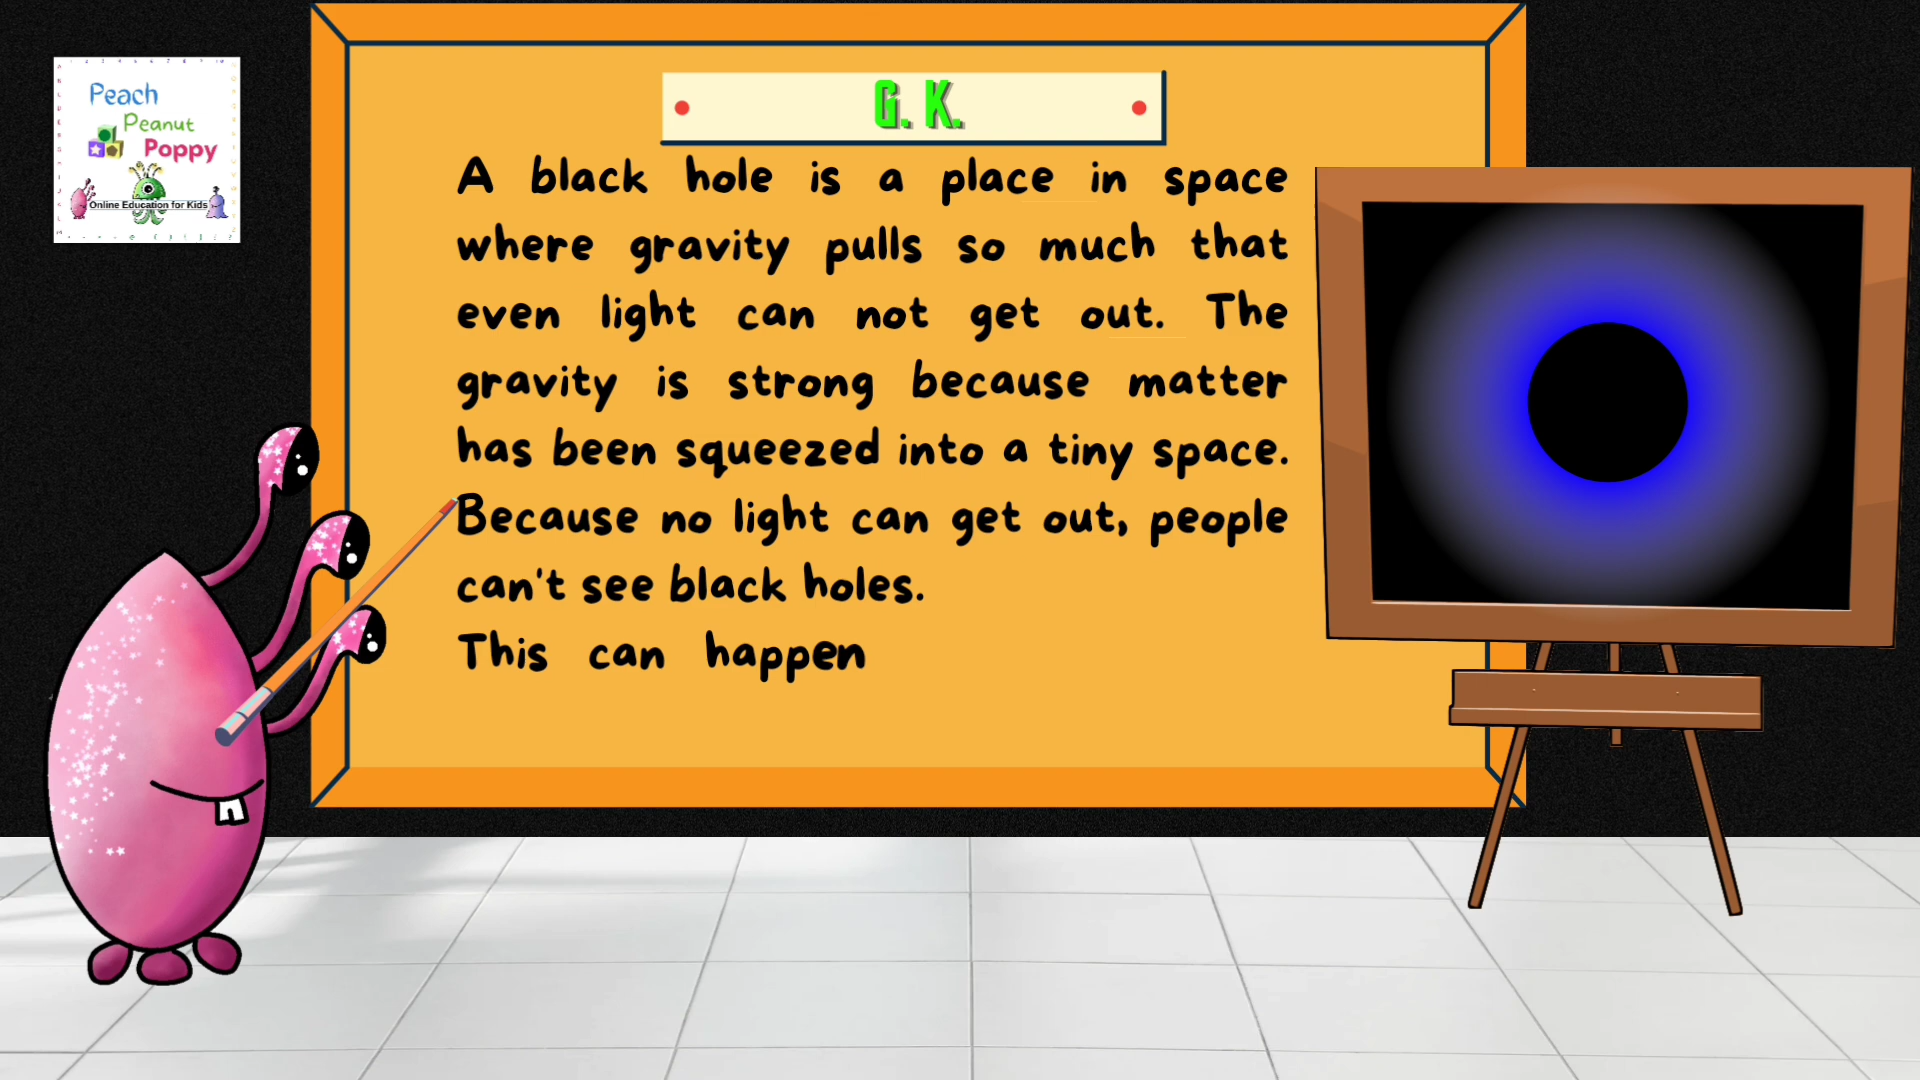 Peach
Peanut
Poppy
Online Education for Kids
G. K.
A black hole is a place in space
where gravity pulls so much that
even light can not get out. The
gravity is strong because matter
has been squeezed into a tiny space.
Because no light can get out, people
can't see black holes.
This can happen